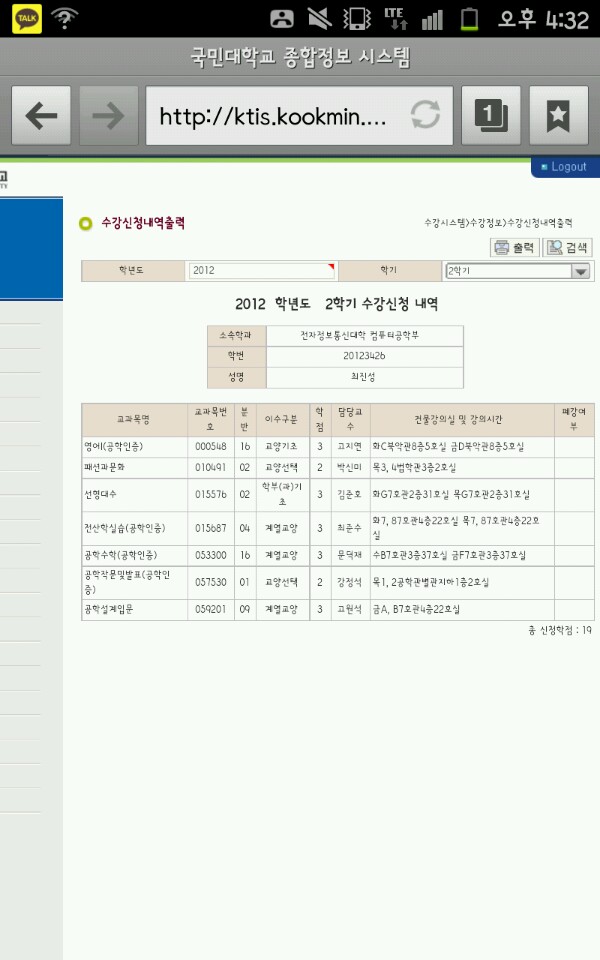 TALK
LTE
오후 4:32
국민대학교 종합정보 시스템
http://ktis.kookmin.... 1
Logout
수강신청내역출력
수강시스템>수강정보>수강신청내역출력
출력 검색
학년도 2012 학기 2학기
2012 학년도 2학기 수강신청 내역
소속학과 전자정보통신대학 컴퓨터공학부
학번 20123426
성명 최진성
교과목명 교과목번호 분반 이수구분 학점 담당교수 건물강의실 및 강의시간 폐강여부
영어I(공학인증) 000548 16 교양기초 3 고지연 화C북악관8층5호실 금D북악관8층5호실
패션과문화 010491 02 교양선택 2 박신미 목3, 4법학관3층2호실
선형대수 015576 02 학부(과)기초 3 김준호 화G7호관2층31호실 목G7호관2층31호실
전산학실습(공학인증) 015687 04 계열교양 3 최준수 화7, 87호관4층22호실 목7, 87호관4층22호실
공학수학(공학인증) 053300 16 계열교양 3 문덕재 수B7호관3층37호실 금F7호관3층37호실
공학작문및발표(공학인증) 057530 01 교양선택 2 강정석 목1, 2공학관별관지하1층2호실
공학설계입문 059201 09 계열교양 3 고원석 금A, B7호관4층22호실
총 신청학점 : 19